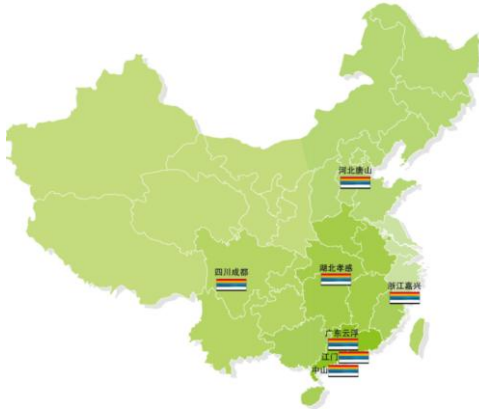 河北唐山
四川成都
湖北孝感
浙江嘉兴
广东云浮
江门
中山